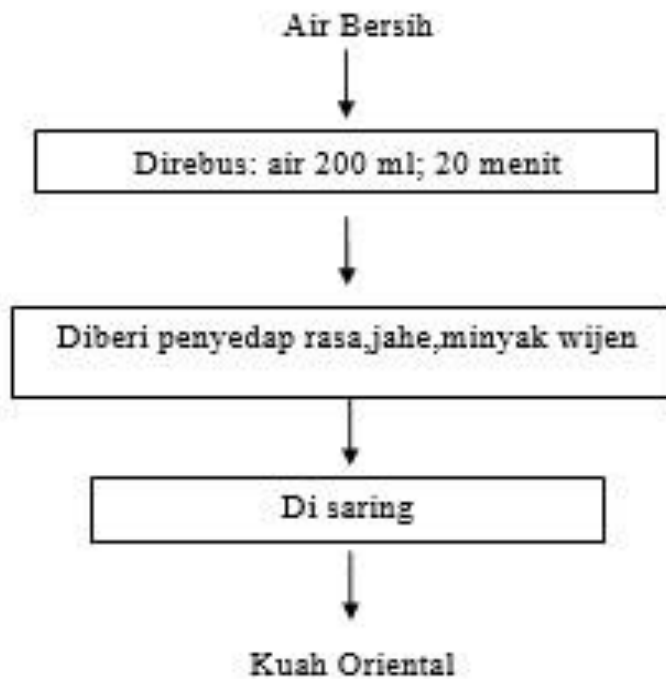 Air Bersih
Direbus: air 200 ml; 20 menit
Diberi penyedap rasa,jahe,minyak wijen
Di saring
Kuah Oriental